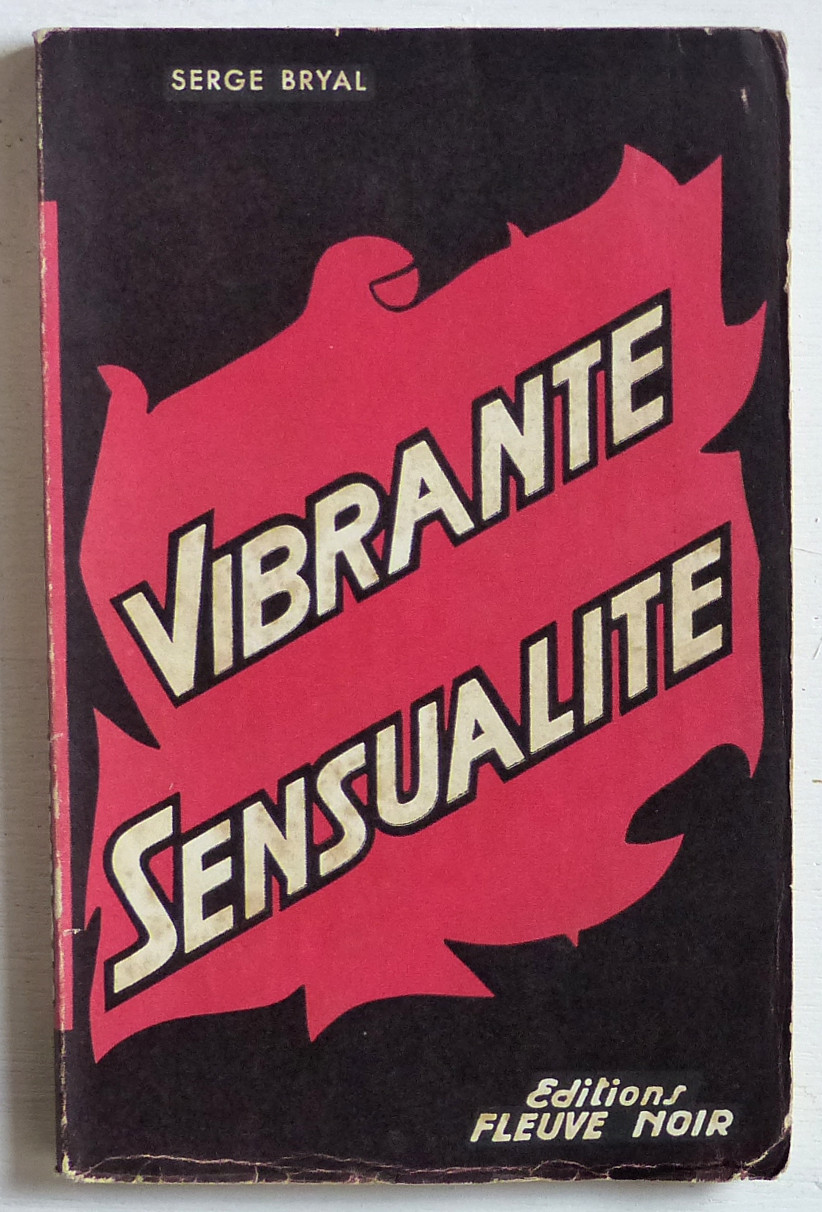 SERGE BRYAL
VIBRANTE
SENSUALITE
Editions
FLEUVE NOIR